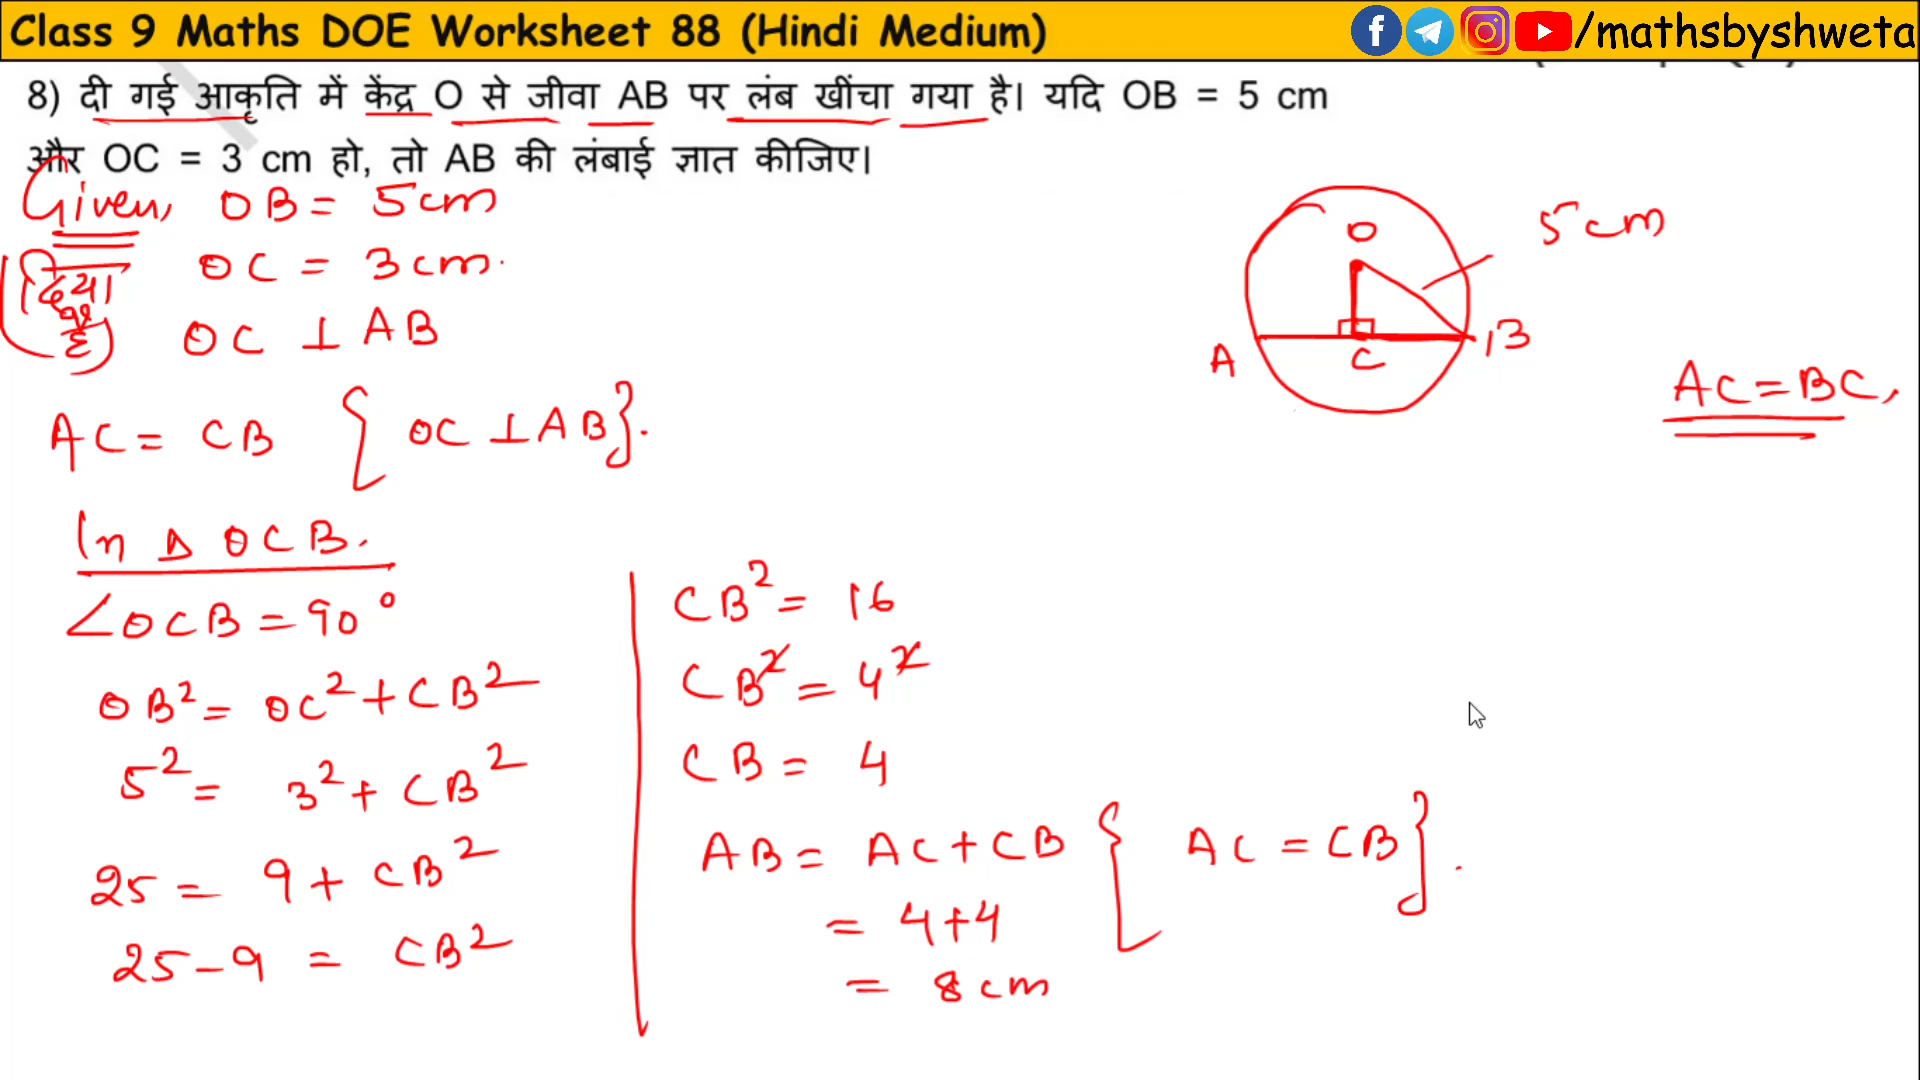 Class 9 Maths DOE Worksheet 88 (Hindi Medium)
/mathsbyshweta
8) दी गई आकृति में केंद्र O से जीवा AB पर लंब खींचा गया है। यदि OB = 5 cm
और OC = 3 cm हो, तो AB की लंबाई ज्ञात कीजिए।
Given, OB = 5cm
(दिया है) OC = 3cm.
OC ⊥ AB
AC = CB { OC ⊥ AB }.
In Δ OCB.
∠OCB = 90°
OB² = OC² + CB²
5² = 3² + CB²
25 = 9 + CB²
25 - 9 = CB²
CB² = 16
CB² = 4²
CB = 4
AB = AC + CB { AC = CB }.
= 4+4
= 8cm
O
5cm
A
C
B
AC = BC,